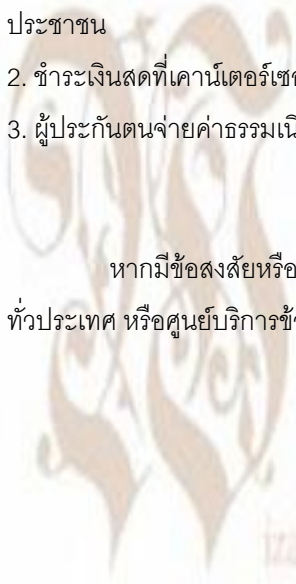 ประชาชน
2. ชำระเงินสดที่เคาน์เตอร์เซ
3. ผู้ประกันตนจ่ายค่าธรรมเนี
หากมีข้อสงสัยหรือ
ทั่วประเทศ หรือศูนย์บริการข้า